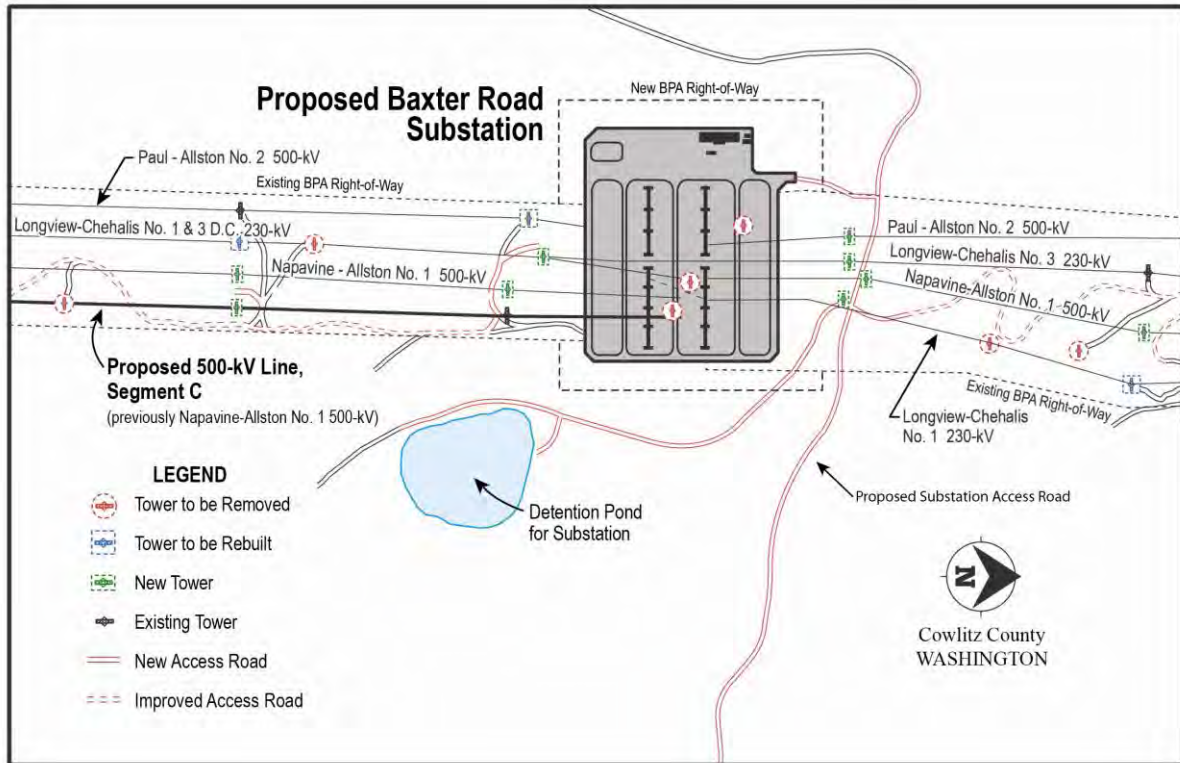 New BPA Right-of-Way
Proposed Baxter Road
Substation
Paul - Allston No. 2 500-kV
Existing BPA Right-of-Way
Longview-Chehalis No. 1 & 3 D.C. 230-kV
Napavine - Allston No. 1 500-kV
Paul - Allston No. 2 500-kV
Longview-Chehalis No. 3 230-kV
Napavine-Allston No. 1 500-kV
Proposed 500-kV Line,
Segment C
(previously Napavine-Allston No. 1 500-kV)
Existing BPA Right-of-Way
Longview-Chehalis
No. 1 230-kV
LEGEND
Tower to be Removed
Tower to be Rebuilt
New Tower
Existing Tower
New Access Road
Improved Access Road
Detention Pond
for Substation
Proposed Substation Access Road
N
Cowlitz County
WASHINGTON